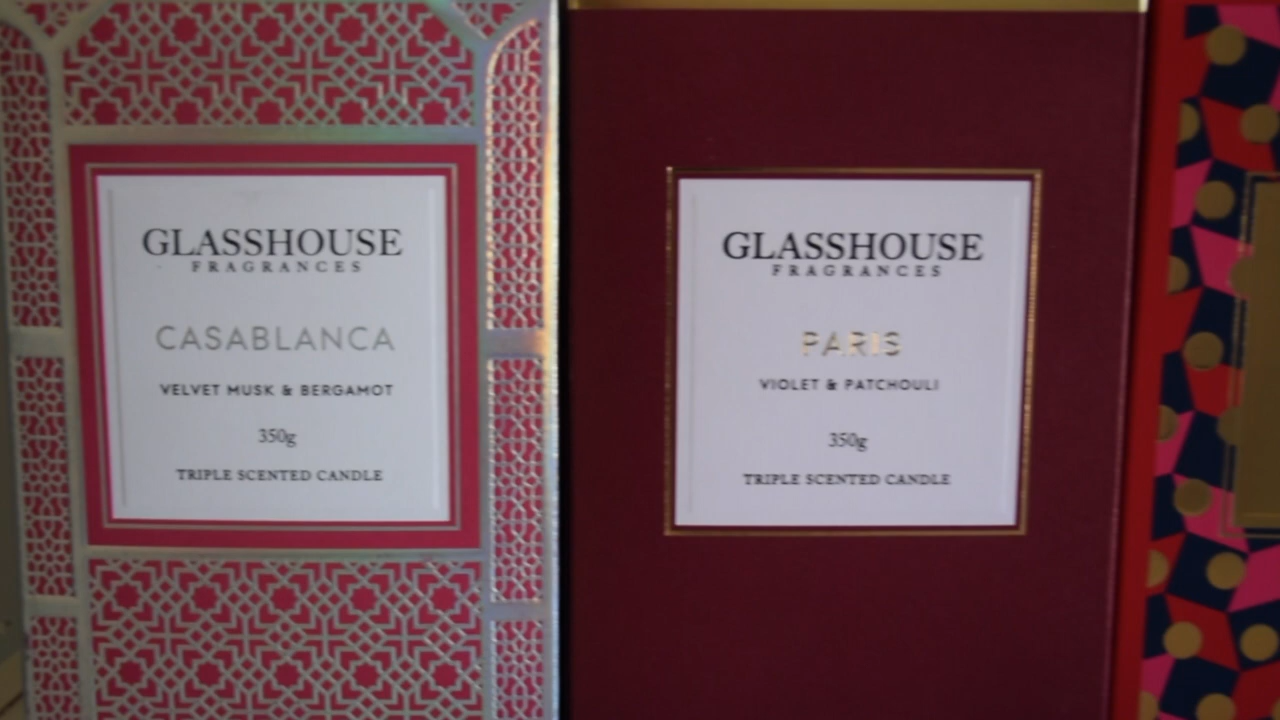 GLASSHOUSE
FRAGRANCES
CASABLANCA
VELVET MUSK & BERGAMOT
350g
TRIPLE SCENTED CANDLE
GLASSHOUSE
FRAGRANCES
PARIS
VIOLET & PATCHOULI
350g
TRIPLE SCENTED CANDLE